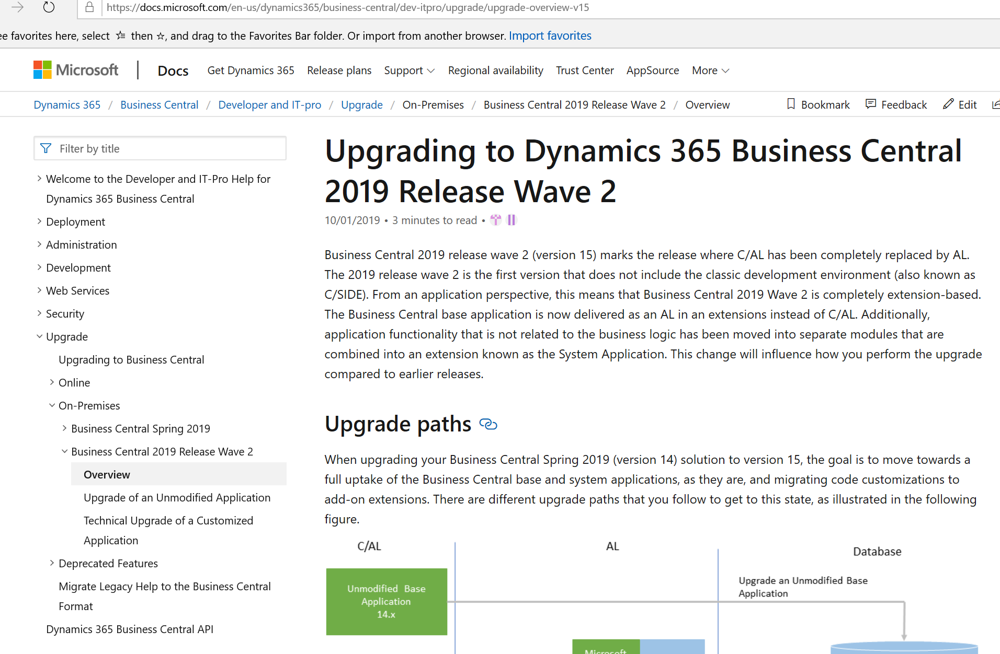 https://docs.microsoft.com/en-us/dynamics365/business-central/dev-itpro/upgrade/upgrade-overview-v15
favorites here, select then , and drag to the Favorites Bar folder. Or import from another browser. Import favorites
Microsoft Docs Get Dynamics 365 Release plans Support Regional availability Trust Center AppSource More
Dynamics 365 / Business Central / Developer and IT-pro / Upgrade / On-Premises / Business Central 2019 Release Wave 2 / Overview Bookmark Feedback Edit
Filter by title
Welcome to the Developer and IT-Pro Help for
Dynamics 365 Business Central
Deployment
Administration
Development
Web Services
Security
Upgrade
Upgrading to Business Central
Online
On-Premises
Business Central Spring 2019
Business Central 2019 Release Wave 2
Overview
Upgrade of an Unmodified Application
Technical Upgrade of a Customized
Application
Deprecated Features
Migrate Legacy Help to the Business Central
Format
Dynamics 365 Business Central API
Upgrading to Dynamics 365 Business Central
2019 Release Wave 2
10/01/2019 • 3 minutes to read •
Business Central 2019 release wave 2 (version 15) marks the release where C/AL has been completely replaced by AL.
The 2019 release wave 2 is the first version that does not include the classic development environment (also known as
C/SIDE). From an application perspective, this means that Business Central 2019 Wave 2 is completely extension-based.
The Business Central base application is now delivered as an AL in an extensions instead of C/AL. Additionally,
application functionality that is not related to the business logic has been moved into separate modules that are
combined into an extension known as the System Application. This change will influence how you perform the upgrade
compared to earlier releases.
Upgrade paths
When upgrading your Business Central Spring 2019 (version 14) solution to version 15, the goal is to move towards a
full uptake of the Business Central base and system applications, as they are, and migrating code customizations to
add-on extensions. There are different upgrade paths that you follow to get to this state, as illustrated in the following
figure.
C/AL
AL
Database
Unmodified Base
Application
14.x
Upgrade an Unmodified Base
Application
Microsoft